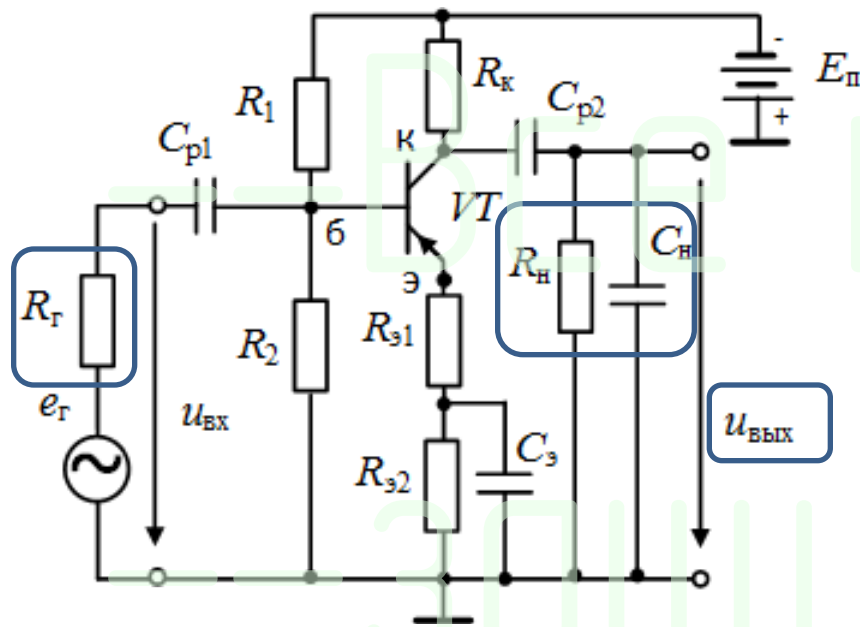 -
Eп
+
R1
Rк
Cр2
Cр1
к
VT
б
Cн
Rг
э
Rн
R2
Rэ1
eг
uвх
uвых
Cэ
Rэ2